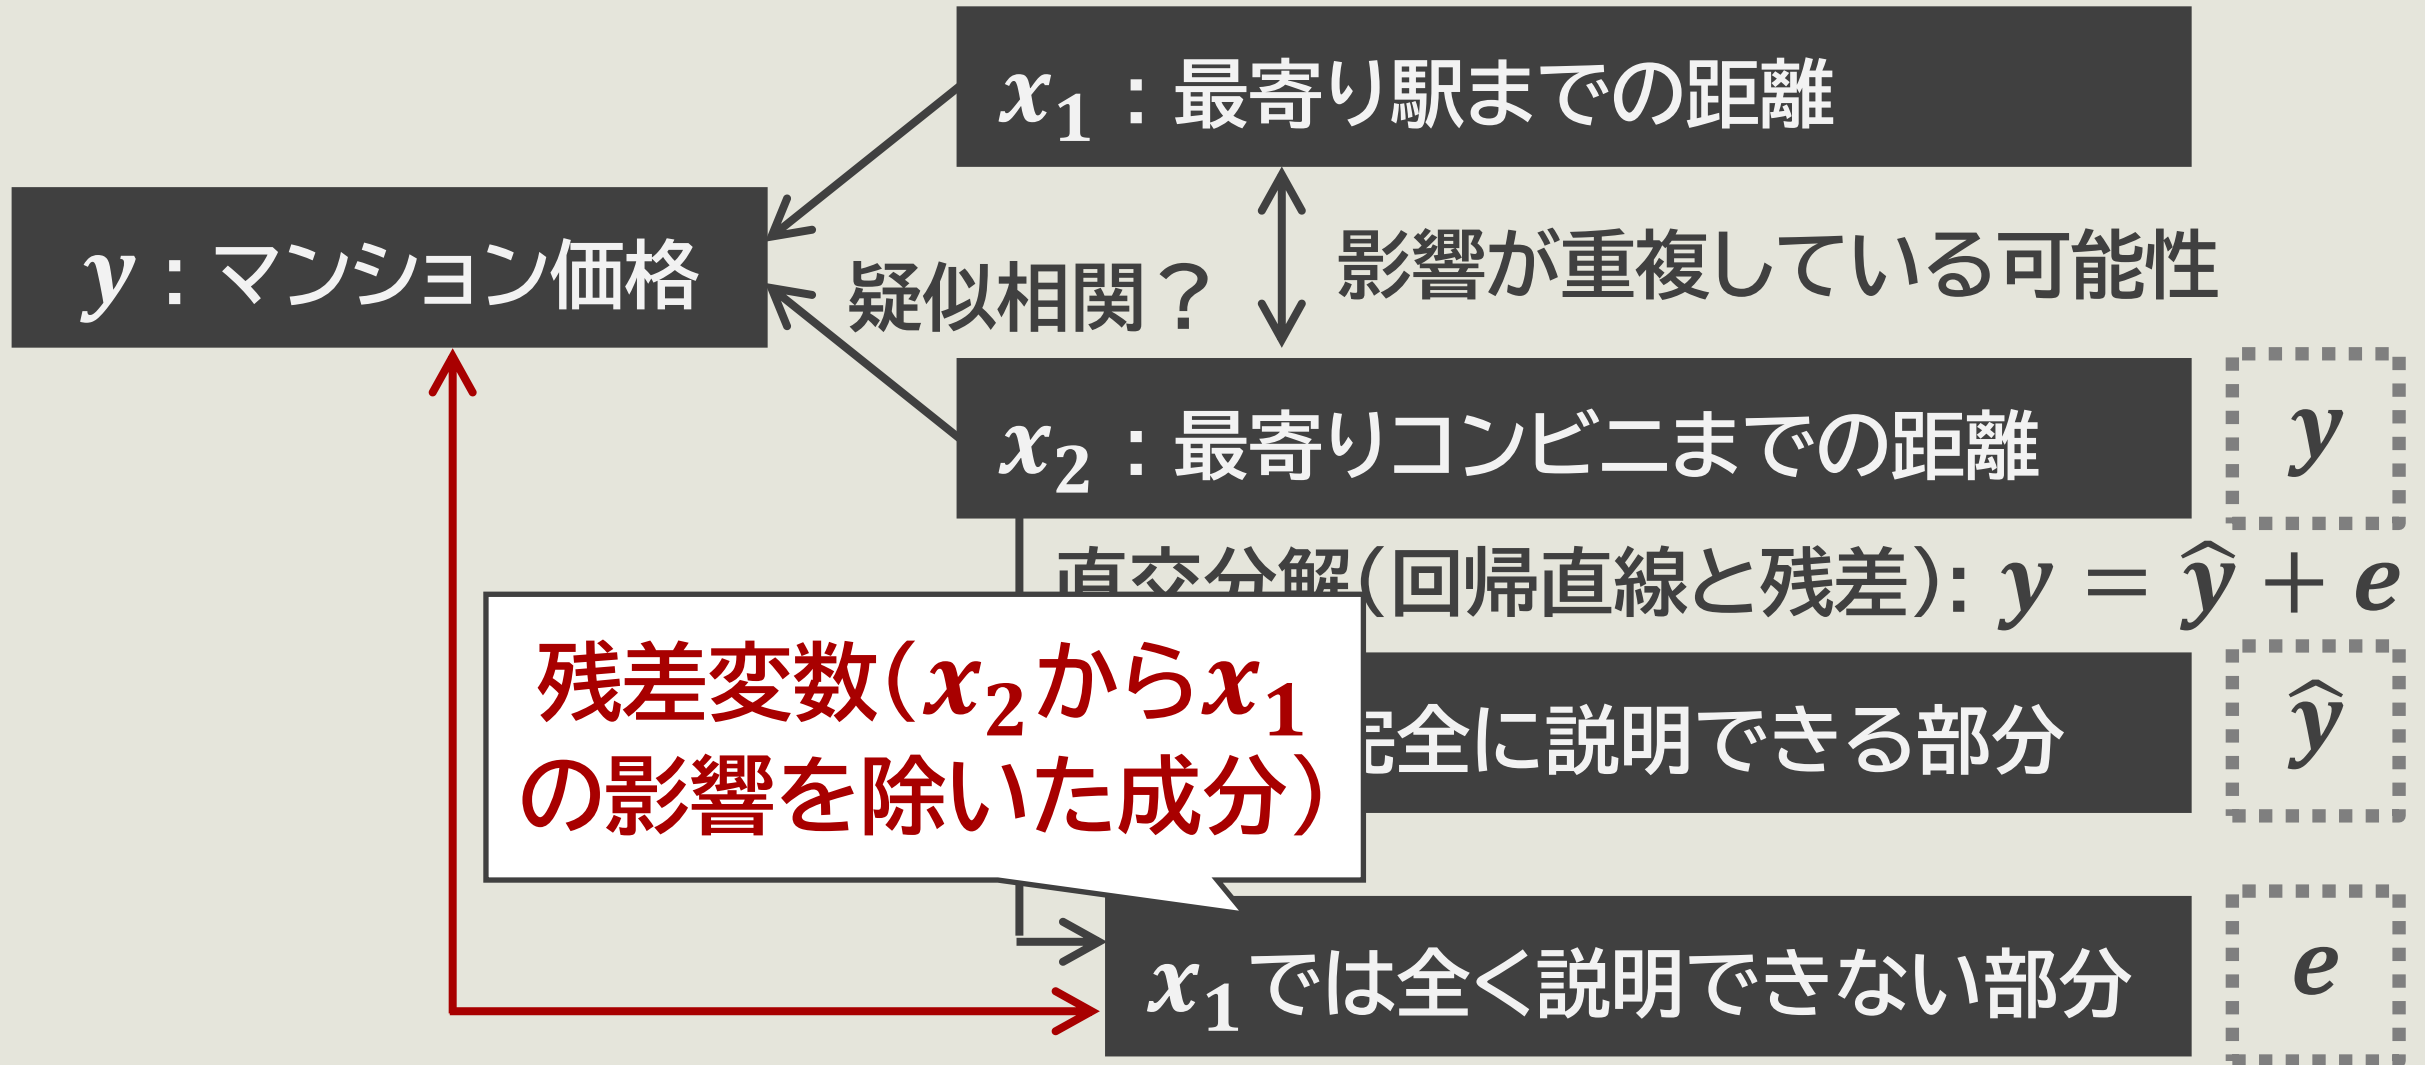 x₁：最寄り駅までの距離
y：マンション価格
疑似相関？
影響が重複している可能性
x₂：最寄りコンビニまでの距離
y
直交分解（回帰直線と残差）：y = ŷ + e
残差変数（x₂からx₁
の影響を除いた成分）
完全に説明できる部分
ŷ
x₁では全く説明できない部分
e